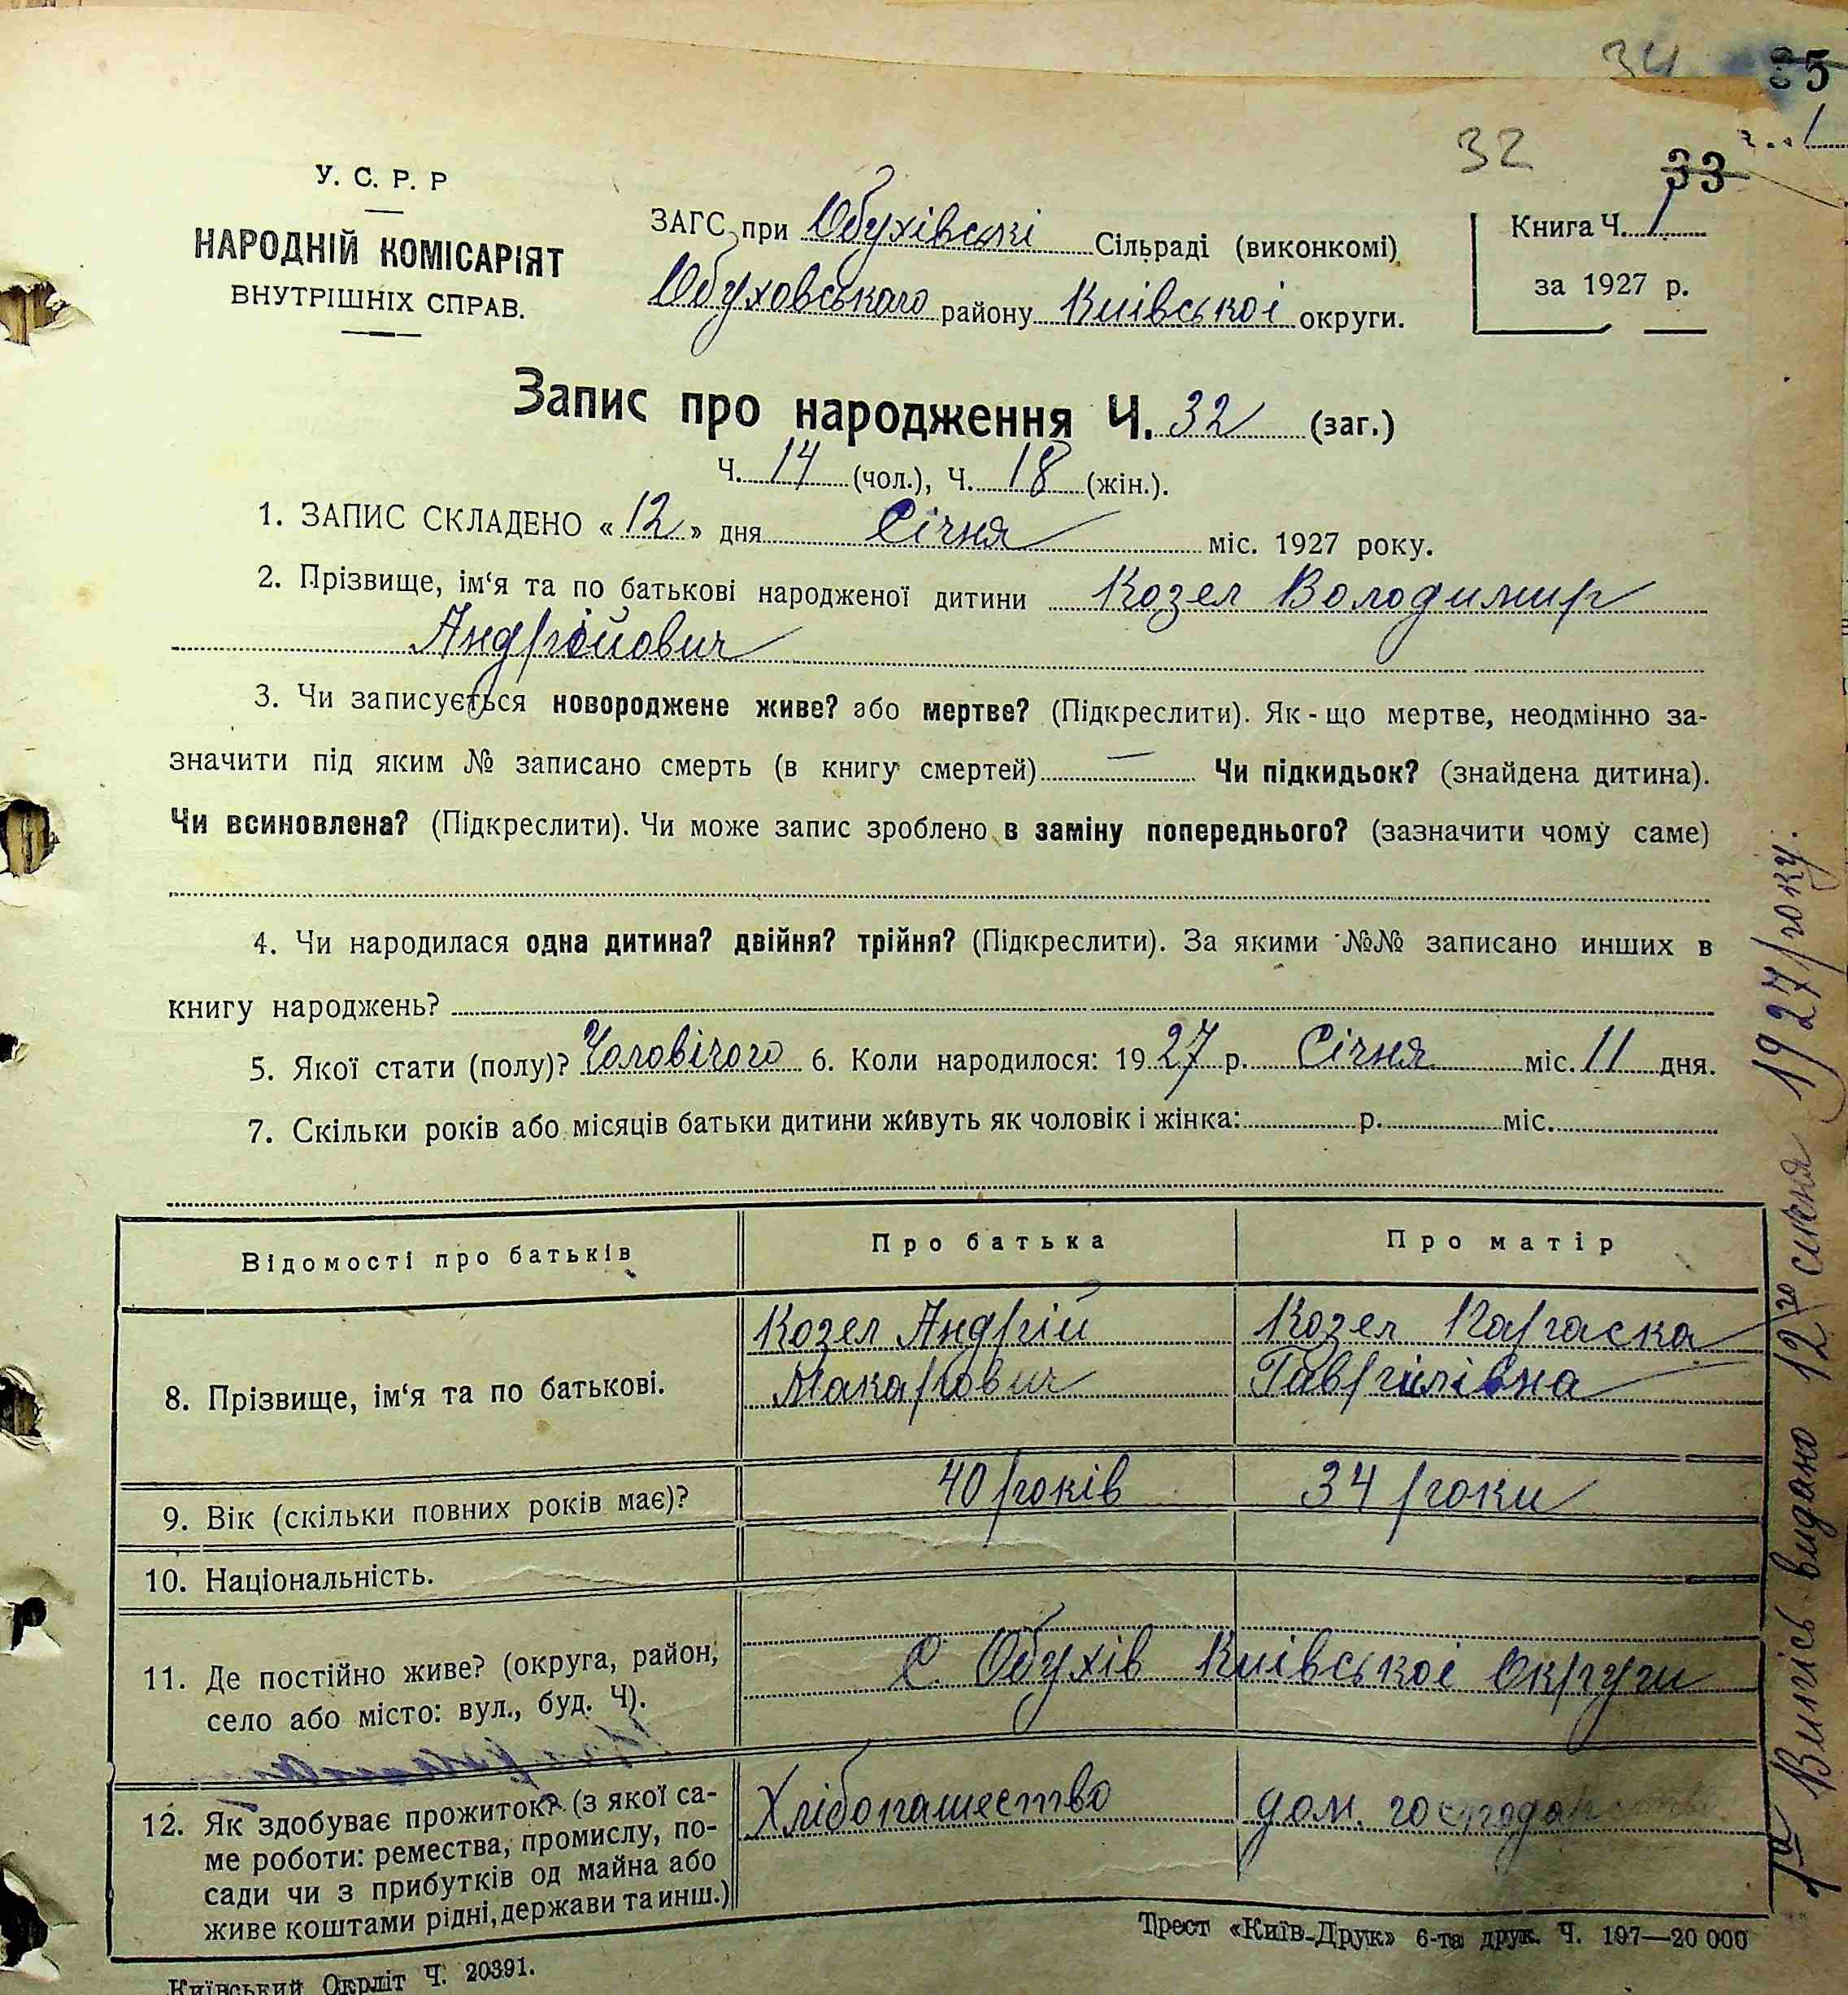 34 35
32 33
У. С. Р. Р
НАРОДНІЙ КОМІСАРІЯТ
ВНУТРІШНІХ СПРАВ.
ЗАГС при Обухівські Сільраді (виконкомі)
Обуховського району Київськоі округи.
Книга Ч. 1
за 1927 р.
Запис про народження Ч. 32 (заг.)
Ч. 14 (чол.), Ч. 18 (жін.).
1. ЗАПИС СКЛАДЕНО «12» дня Січня міс. 1927 року.
2. Прізвище, ім‘я та по батькові народженої дитини Козел Володимир
Андрійович
3. Чи записується новороджене живе? або мертве? (Підкреслити). Як-що мертве, неодмінно за-
значити під яким № записано смерть (в книгу смертей) — Чи підкидьок? (знайдена дитина).
Чи всиновлена? (Підкреслити). Чи може запис зроблено в заміну попереднього? (зазначити чому саме)
4. Чи народилася одна дитина? двійня? трійня? (Підкреслити). За якими №№ записано инших в
книгу народжень?
5. Якої стати (полу)? Чоловічого 6. Коли народилося: 1927 р. Січня міс. 11 дня.
7. Скільки років або місяців батьки дитини живуть як чоловік і жінка: р. міс.
Відомості про батьків Про батька Про матір
8. Прізвище, ім‘я та по батькові.
Козел Андрій
Макарович
Козел Параска
Гаврилівна
9. Вік (скільки повних років має)? 40 років 34 роки
10. Національність.
11. Де постійно живе? (округа, район,
село або місто: вул., буд. Ч).
С. Обухів Київськоі Округи
12. Як здобуває прожиток? (з якої са-
ме роботи: ремества, промислу, по-
сади чи з прибутків од майна або
живе коштами рідні, держави та инш.)
Хлібопашество
дом. господарство
Трест «Київ-Друк» 6-та друк. Ч. 197—20 000
Київський Окрліт Ч. 20391.
Випись видано 12го січня 1927 року.